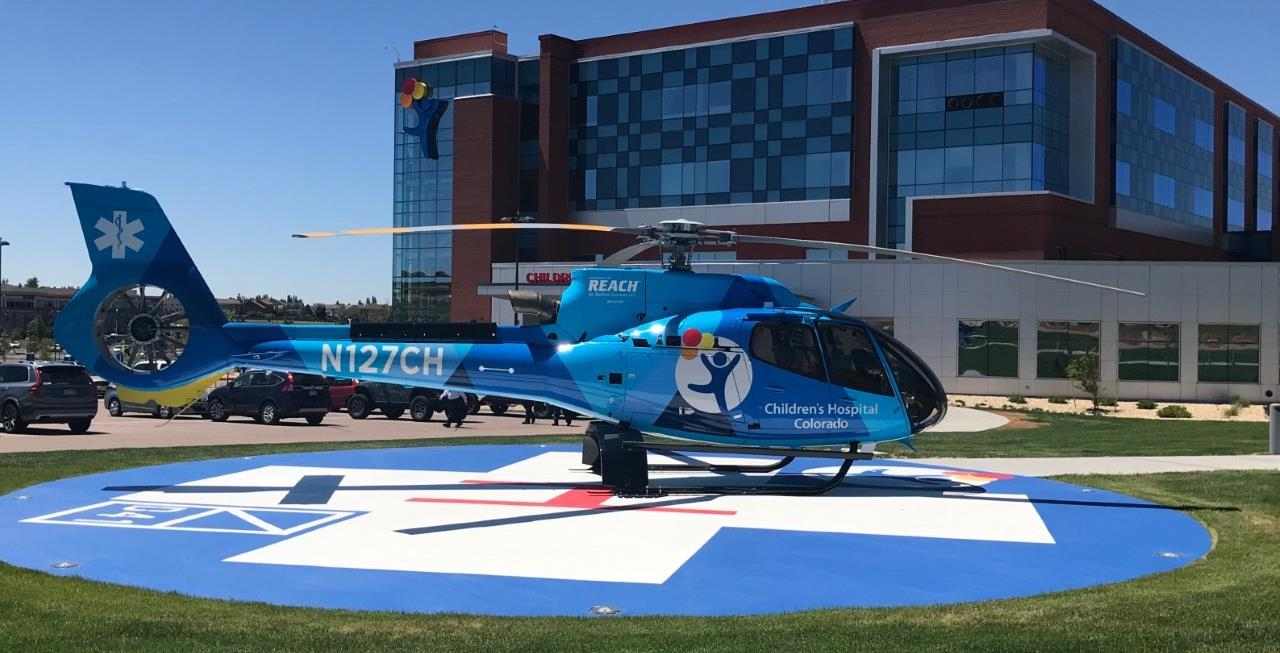 CHILDR
REACH
N127CH
Children's Hospital
Colorado